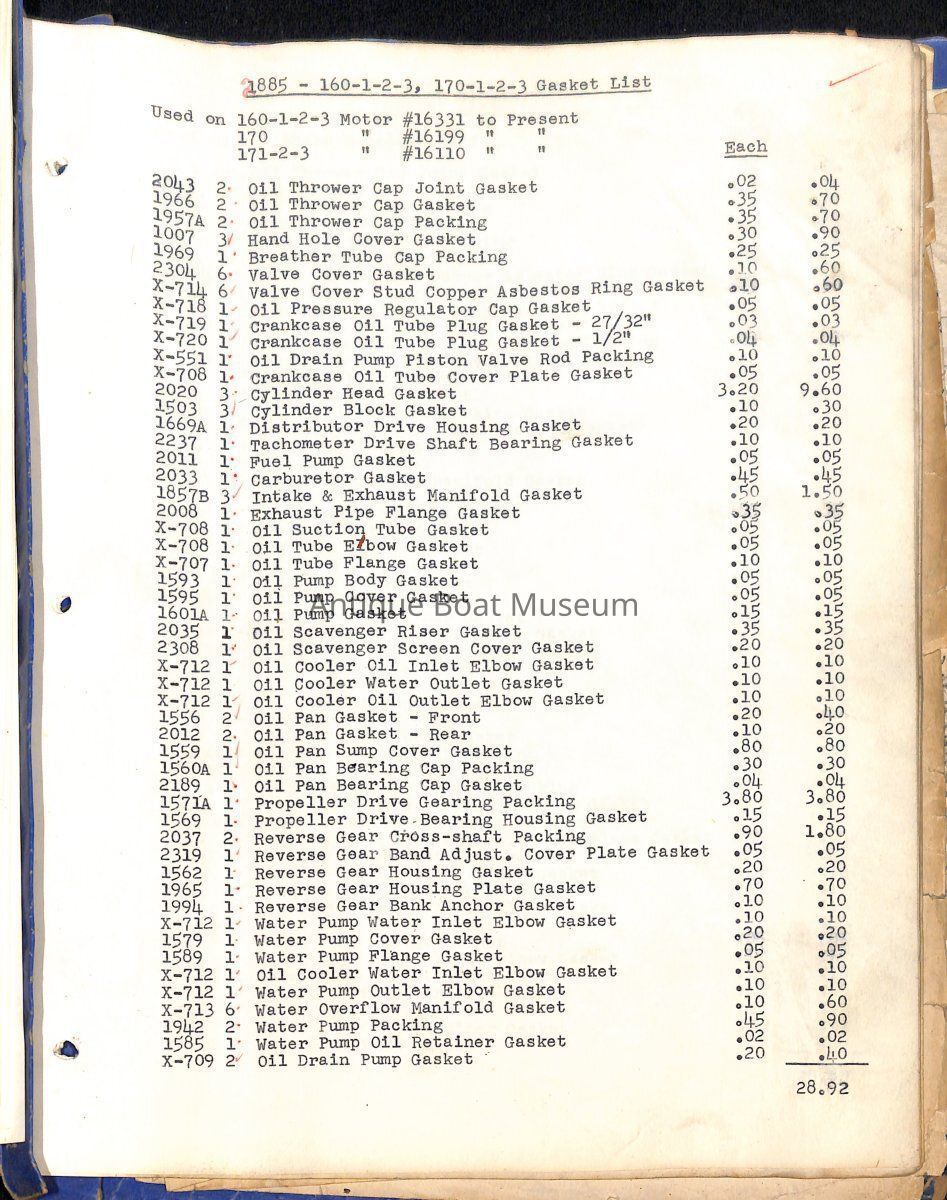 1885 - 160-1-2-3, 170-1-2-3 Gasket List
Used on 160-1-2-3 Motor #16331 to Present
170 " #16199 " "
171-2-3 " #16110 " "
Each
2043 2 Oil Thrower Cap Joint Gasket .02 .04
1966 2 Oil Thrower Cap Gasket .35 .70
1957A 2 Oil Thrower Cap Packing .35 .70
1007 3 Hand Hole Cover Gasket .30 .90
1969 1 Breather Tube Cap Packing .25 .25
2304 6 Valve Cover Gasket .10 .60
X-714 6 Valve Cover Stud Copper Asbestos Ring Gasket .10 .60
X-718 1 Oil Pressure Regulator Cap Gasket .05 .05
X-719 1 Crankcase Oil Tube Plug Gasket - 27/32" .03 .03
X-720 1 Crankcase Oil Tube Plug Gasket - 1/2" .04 .04
X-551 1 Oil Drain Pump Piston Valve Rod Packing .10 .10
X-708 1 Crankcase Oil Tube Cover Plate Gasket .05 .05
2020 3 Cylinder Head Gasket 3.20 9.60
1503 3 Cylinder Block Gasket .10 .30
1669A 1 Distributor Drive Housing Gasket .20 .20
2237 1 Tachometer Drive Shaft Bearing Gasket .10 .10
2011 1 Fuel Pump Gasket .05 .05
2033 1 Carburetor Gasket .45 .45
1857B 3 Intake & Exhaust Manifold Gasket .50 1.50
2008 1 Exhaust Pipe Flange Gasket .35 .35
X-708 1 Oil Suction Tube Gasket .05 .05
X-708 1 Oil Tube Elbow Gasket .05 .05
X-707 1 Oil Tube Flange Gasket .10 .10
1593 1 Oil Pump Body Gasket .05 .05
1595 1 Oil Pump Cover Gasket .05 .05
Antique Boat Museum
1601A 1 Oil Pump Gasket .15 .15
2035 1 Oil Scavenger Riser Gasket .35 .35
2308 1 Oil Scavenger Screen Cover Gasket .20 .20
X-712 1 Oil Cooler Oil Inlet Elbow Gasket .10 .10
X-712 1 Oil Cooler Water Outlet Gasket .10 .10
X-712 1 Oil Cooler Oil Outlet Elbow Gasket .10 .10
1556 2 Oil Pan Gasket - Front .20 .40
2012 2 Oil Pan Gasket - Rear .10 .20
1559 1 Oil Pan Sump Cover Gasket .80 .80
1560A 1 Oil Pan Bearing Cap Packing .30 .30
2189 1 Oil Pan Bearing Cap Gasket .04 .04
1571A 1 Propeller Drive Gearing Packing 3.80 3.80
1569 1 Propeller Drive Bearing Housing Gasket .15 .15
2037 2 Reverse Gear Cross-shaft Packing .90 1.80
2319 1 Reverse Gear Band Adjust. Cover Plate Gasket .05 .05
1562 1 Reverse Gear Housing Gasket .20 .20
1965 1 Reverse Gear Housing Plate Gasket .70 .70
1994 1 Reverse Gear Bank Anchor Gasket .10 .10
X-712 1 Water Pump Water Inlet Elbow Gasket .10 .10
1579 1 Water Pump Cover Gasket .20 .20
1589 1 Water Pump Flange Gasket .05 .05
X-712 1 Oil Cooler Water Inlet Elbow Gasket .10 .10
X-712 1 Water Pump Outlet Elbow Gasket .10 .10
X-713 6 Water Overflow Manifold Gasket .10 .60
1942 2 Water Pump Packing .45 .90
1585 1 Water Pump Oil Retainer Gasket .02 .02
X-709 2 Oil Drain Pump Gasket .20 .40
28.92